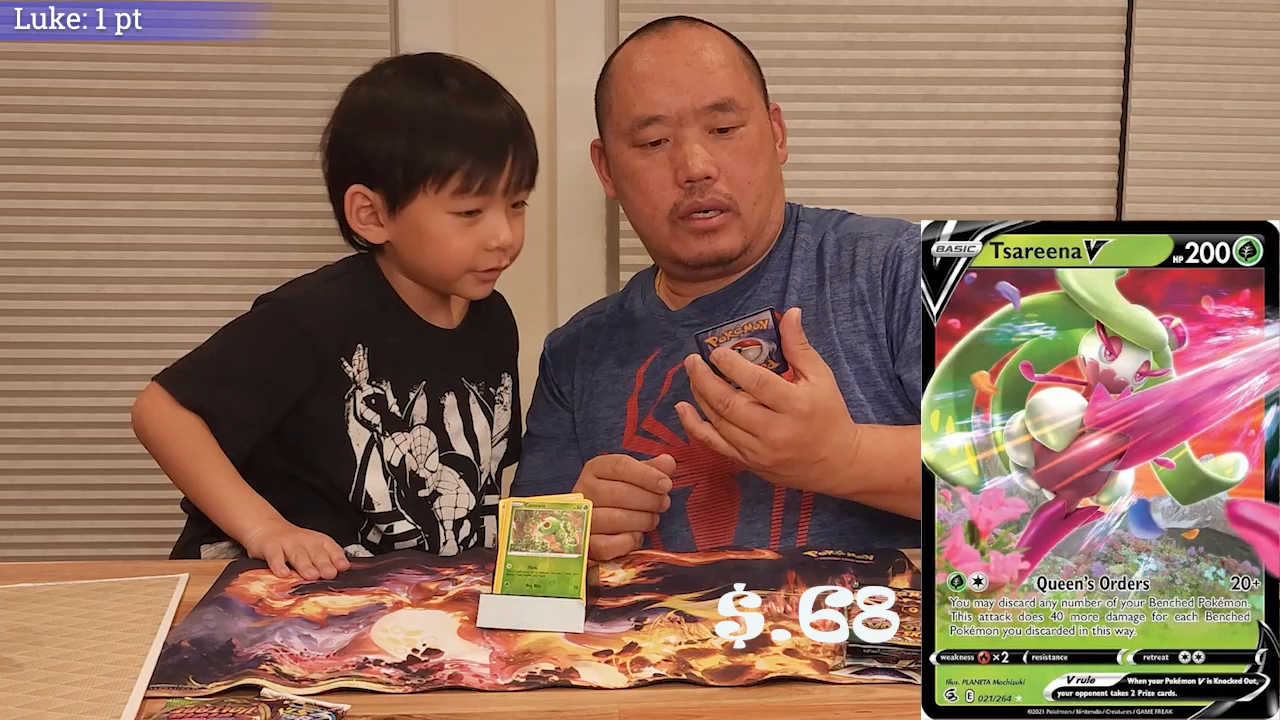 Luke: 1 pt
BASIC Tsareena V HP 200
POKéMON
Caterpie
POKéMON
$.68
Queen's Orders 20+
You may discard any number of your Benched Pokémon.
This attack does 40 more damage for each Benched
Pokémon you discarded in this way.
weakness ×2 resistance retreat
Illus. PLANETA Mochizuki
V rule When your Pokémon V is Knocked Out,
your opponent takes 2 Prize cards.
E 021/264
©2021 Pokémon / Nintendo / Creatures / GAME FREAK